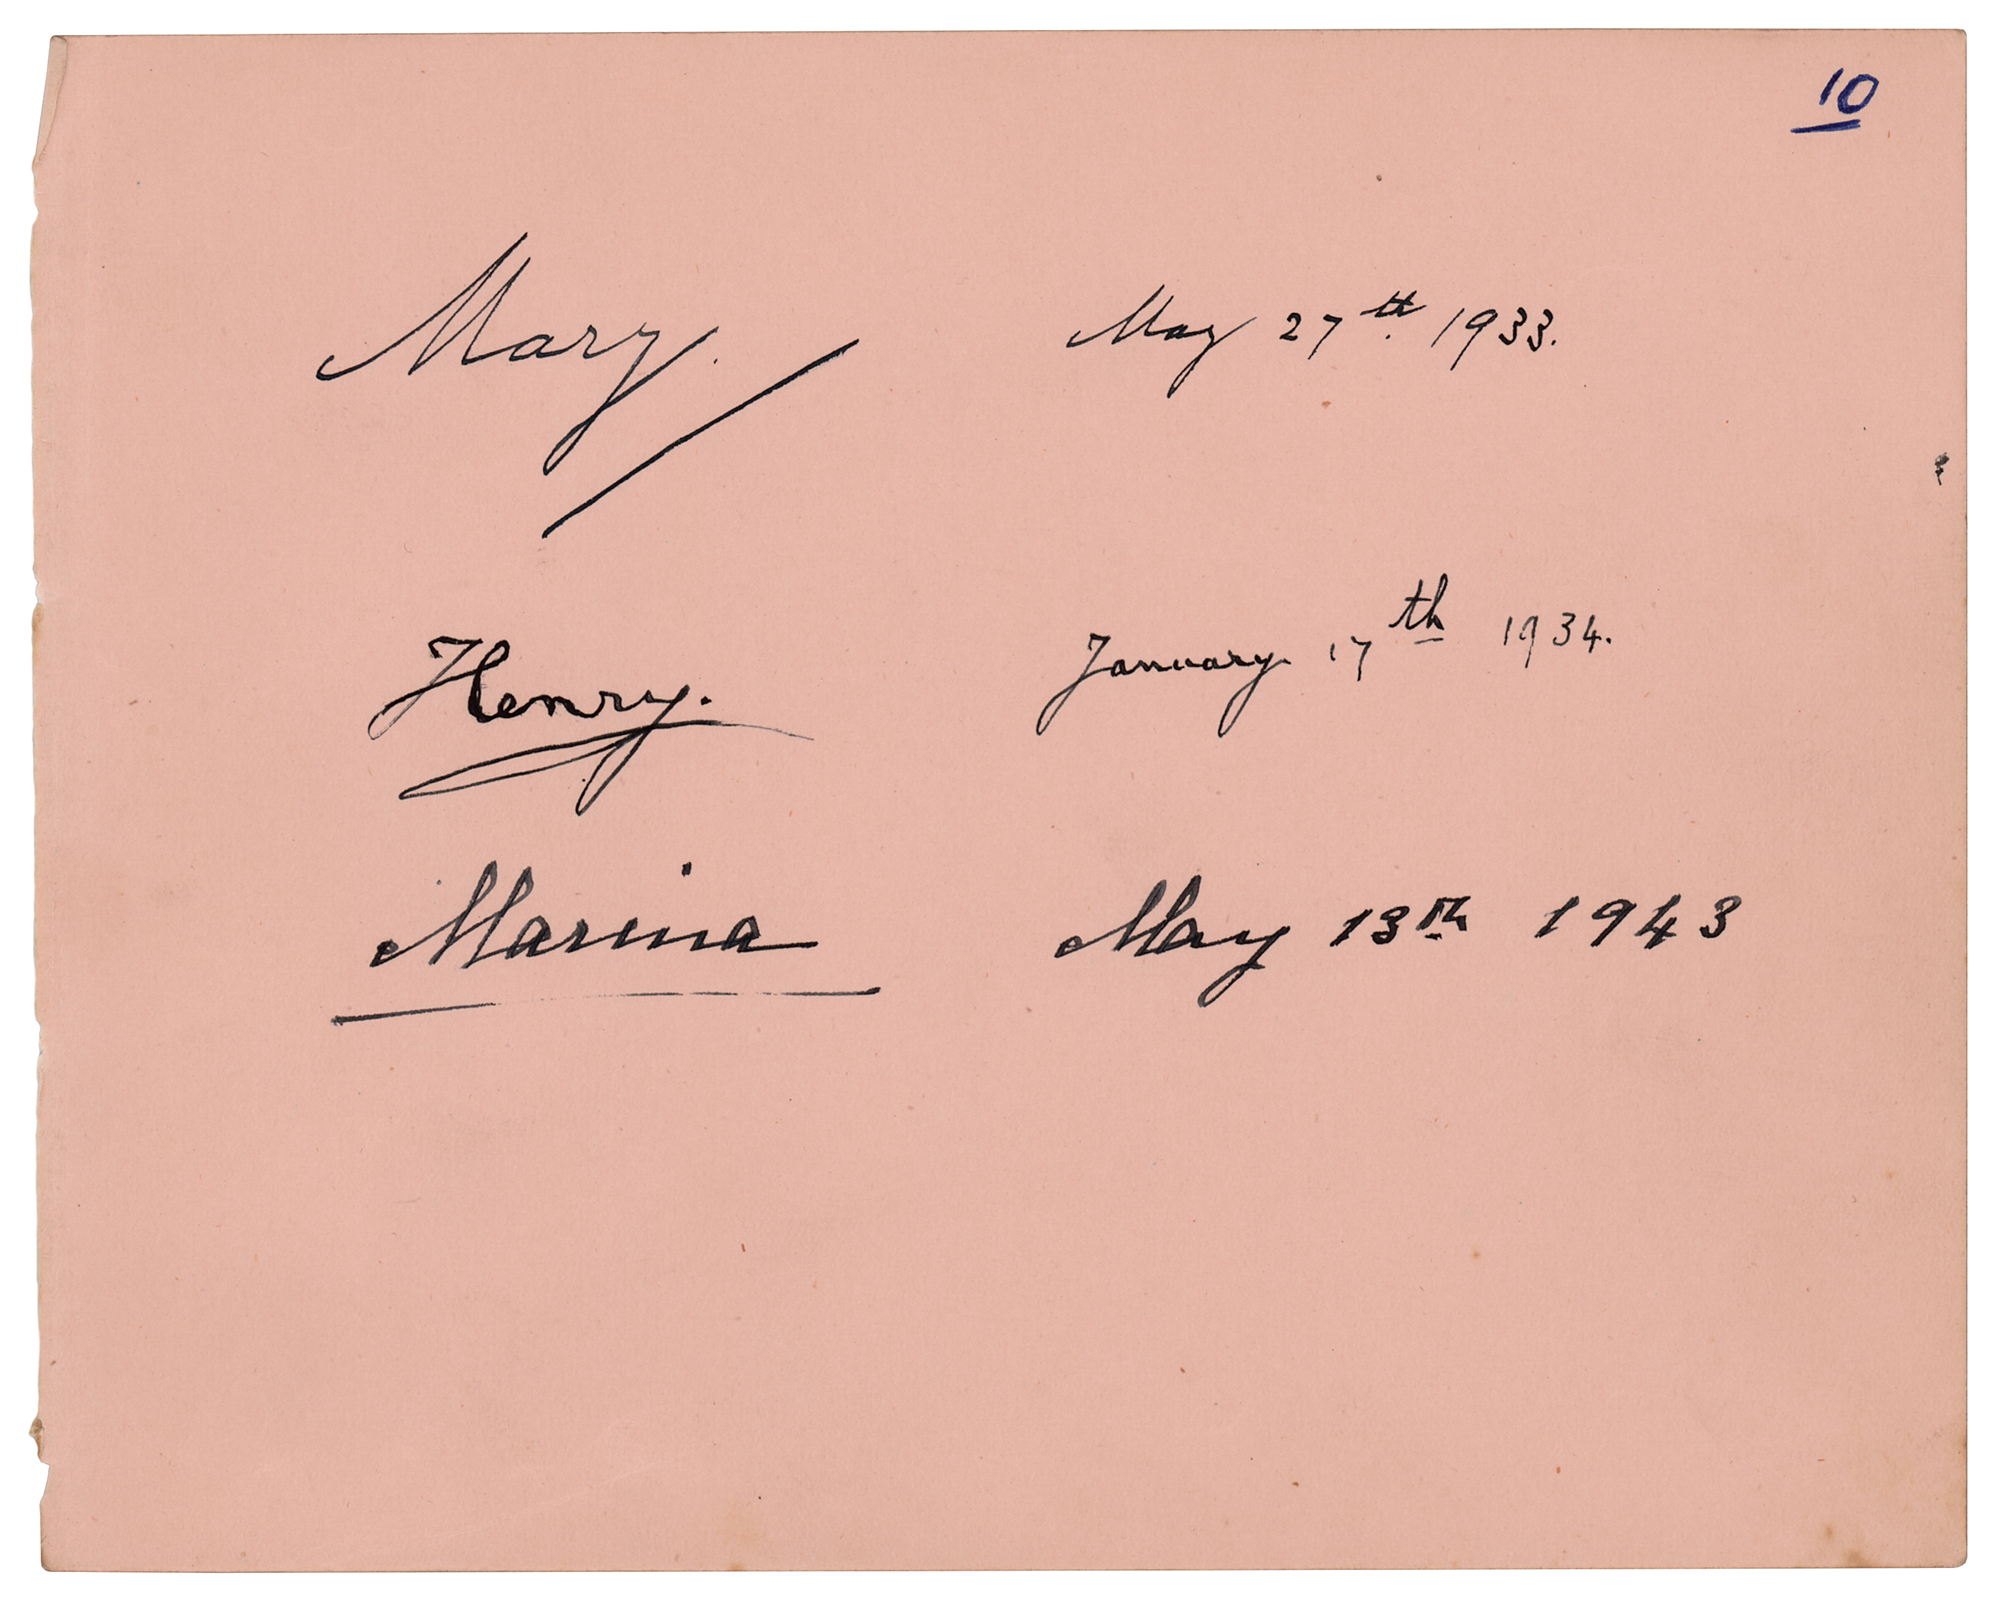 10
Mary. May 27th 1933.
Henry. January 17th 1934.
Marina May 13th 1943